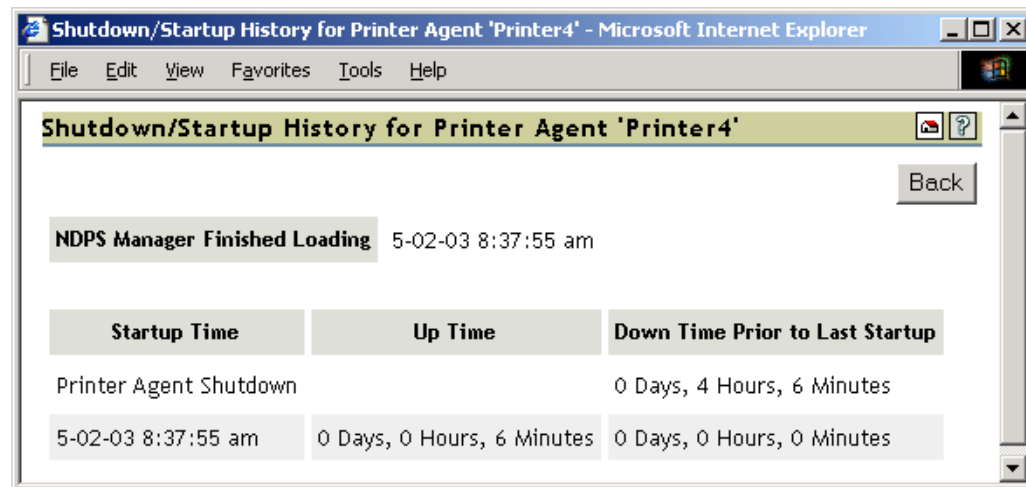 Shutdown/Startup History for Printer Agent 'Printer4' - Microsoft Internet Explorer
File Edit View Favorites Tools Help
Shutdown/Startup History for Printer Agent 'Printer4'
Back
NDPS Manager Finished Loading 5-02-03 8:37:55 am
Startup Time Up Time Down Time Prior to Last Startup
Printer Agent Shutdown 0 Days, 4 Hours, 6 Minutes
5-02-03 8:37:55 am 0 Days, 0 Hours, 6 Minutes 0 Days, 0 Hours, 0 Minutes